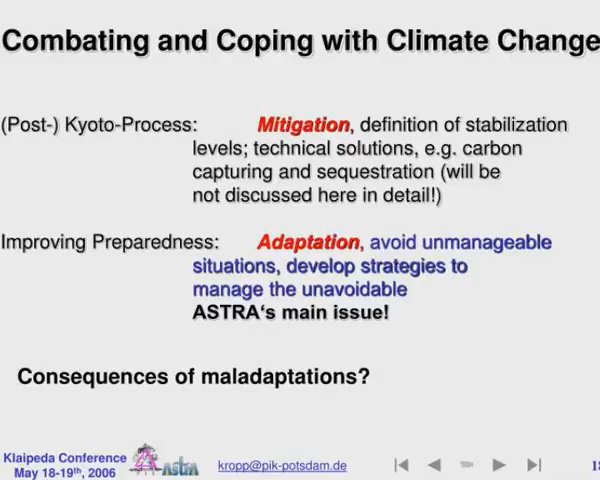 Combating and Coping with Climate Change
(Post-) Kyoto-Process: Mitigation, definition of stabilization
levels; technical solutions, e.g. carbon
capturing and sequestration (will be
not discussed here in detail!)
Improving Preparedness: Adaptation, avoid unmanageable
situations, develop strategies to
manage the unavoidable
ASTRA‘s main issue!
Consequences of maladaptations?
Klaipeda Conference
May 18-19th, 2006
astra
kropp@pik-potsdam.de